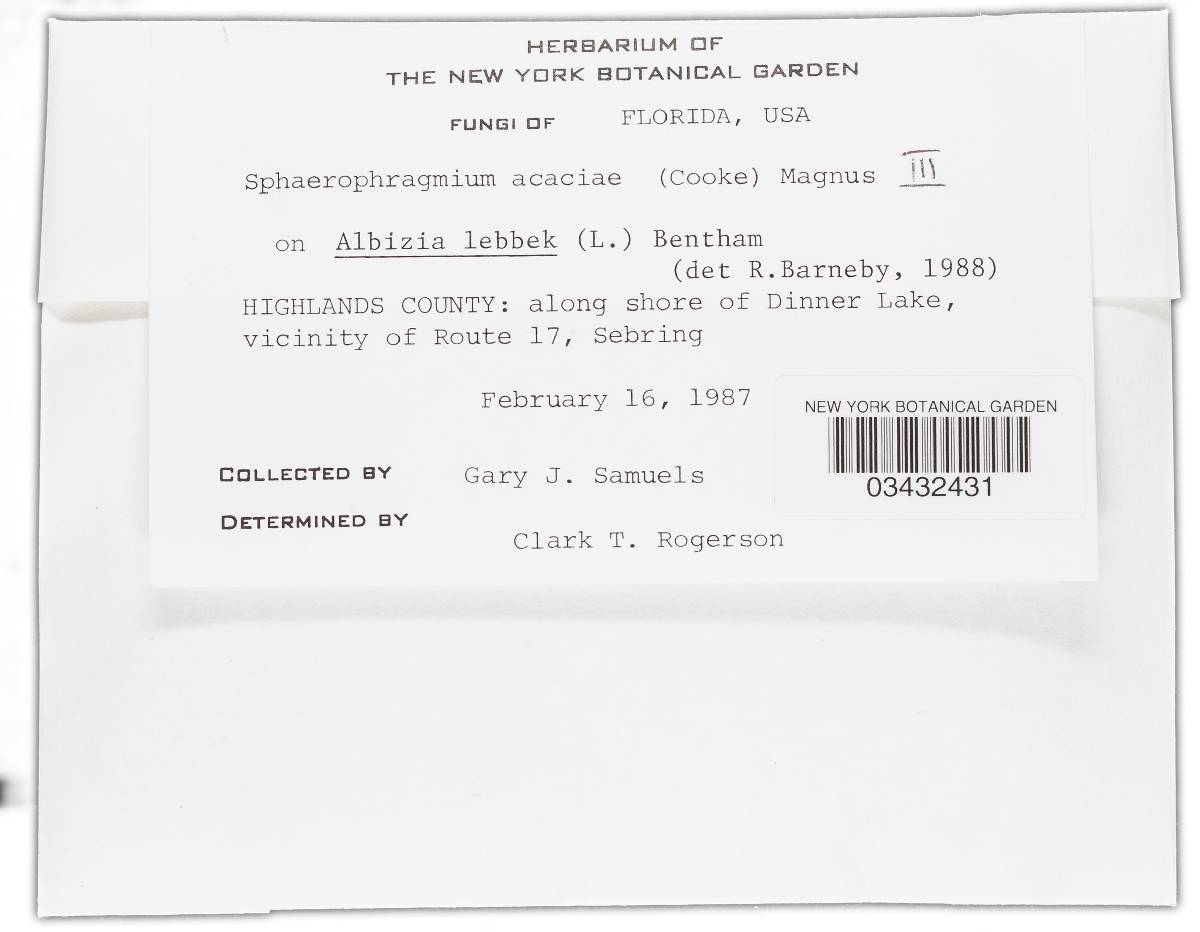 HERBARIUM OF
THE NEW YORK BOTANICAL GARDEN
FUNGI OF FLORIDA, USA
Sphaerophragmium acaciae (Cooke) Magnus III
on Albizia lebbek (L.) Bentham
(det R.Barneby, 1988)
HIGHLANDS COUNTY: along shore of Dinner Lake,
vicinity of Route 17, Sebring
February 16, 1987
NEW YORK BOTANICAL GARDEN
03432431
COLLECTED BY Gary J. Samuels
DETERMINED BY
Clark T. Rogerson